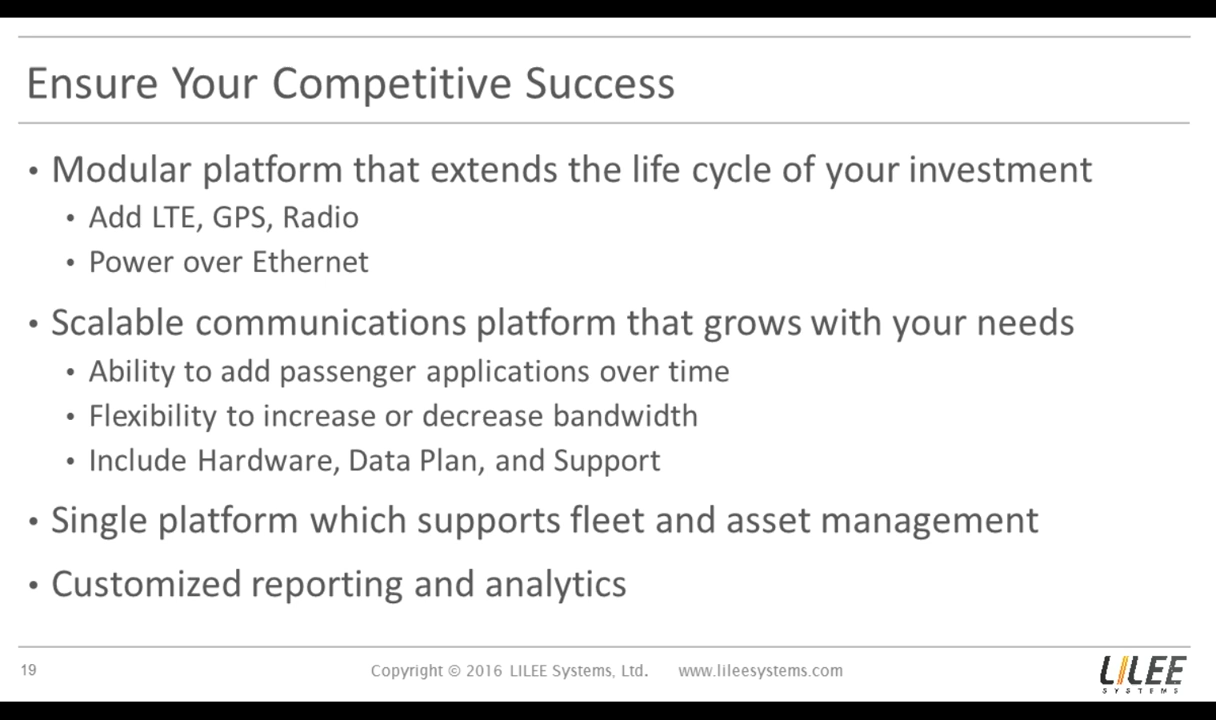 Ensure Your Competitive Success
• Modular platform that extends the life cycle of your investment
• Add LTE, GPS, Radio
• Power over Ethernet
• Scalable communications platform that grows with your needs
• Ability to add passenger applications over time
• Flexibility to increase or decrease bandwidth
• Include Hardware, Data Plan, and Support
• Single platform which supports fleet and asset management
• Customized reporting and analytics
19 Copyright © 2016 LILEE Systems, Ltd. www.lileesystems.com
LILEE
SYSTEMS